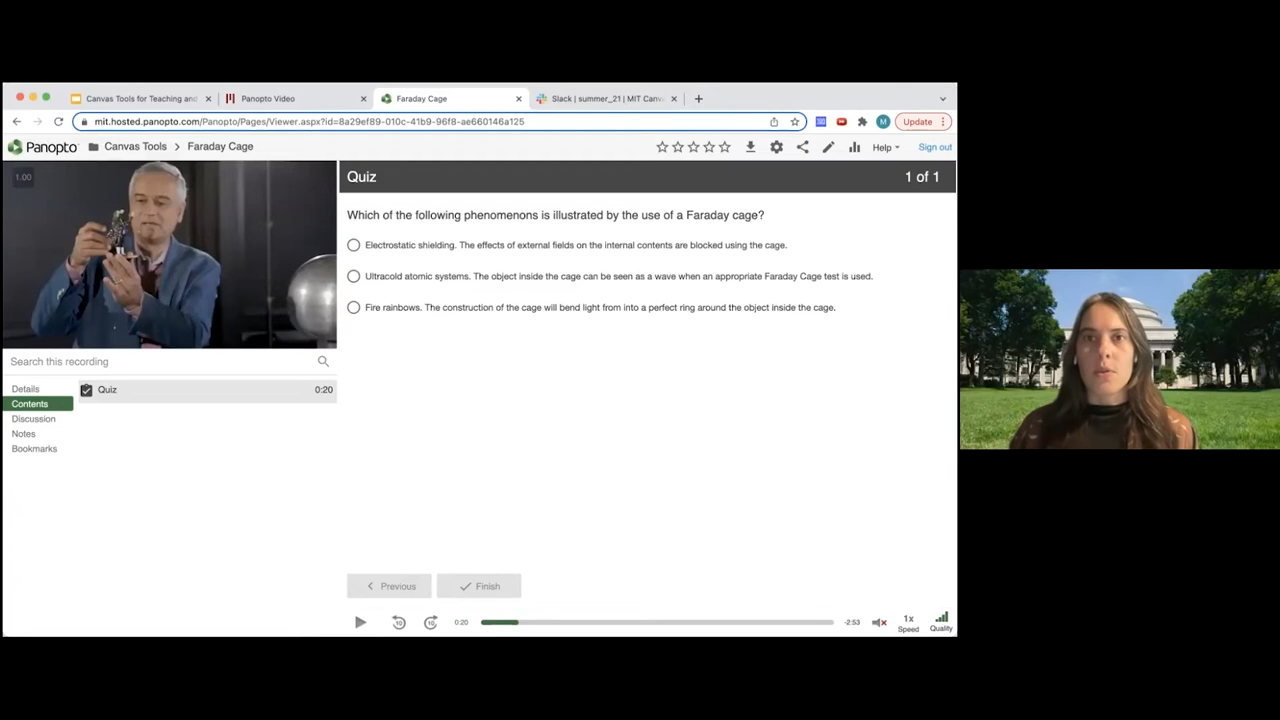 Canvas Tools for Teaching and
Panopto Video
Faraday Cage
Slack | summer_21 | MIT Canva
mit.hosted.panopto.com/Panopto/Pages/Viewer.aspx?id=8a29ef89-010c-41b9-96f8-ae660146a125
M
Update
Panopto
Canvas Tools > Faraday Cage
Help
Sign out
1.00
Quiz
1 of 1
Which of the following phenomenons is illustrated by the use of a Faraday cage?
Electrostatic shielding. The effects of external fields on the internal contents are blocked using the cage.
Ultracold atomic systems. The object inside the cage can be seen as a wave when an appropriate Faraday Cage test is used.
Fire rainbows. The construction of the cage will bend light from into a perfect ring around the object inside the cage.
Search this recording
Details
Contents
Discussion
Notes
Bookmarks
Quiz
0:20
Previous
Finish
10
10
0:20
-2:53
1x
Speed
Quality